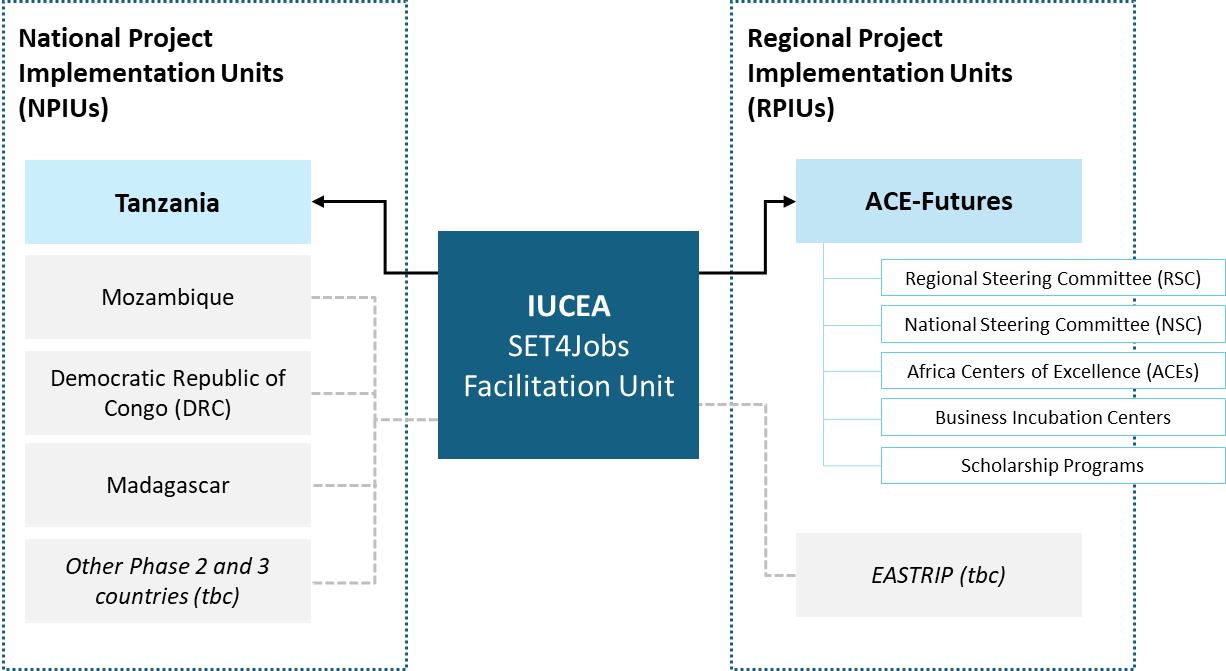 National Project
Implementation Units
(NPIUs)
Tanzania
Mozambique
Democratic Republic of
Congo (DRC)
Madagascar
Other Phase 2 and 3
countries (tbc)
IUCEA
SET4Jobs
Facilitation Unit
Regional Project
Implementation Units
(RPIUs)
ACE-Futures
Regional Steering Committee (RSC)
National Steering Committee (NSC)
Africa Centers of Excellence (ACEs)
Business Incubation Centers
Scholarship Programs
EASTRIP (tbc)